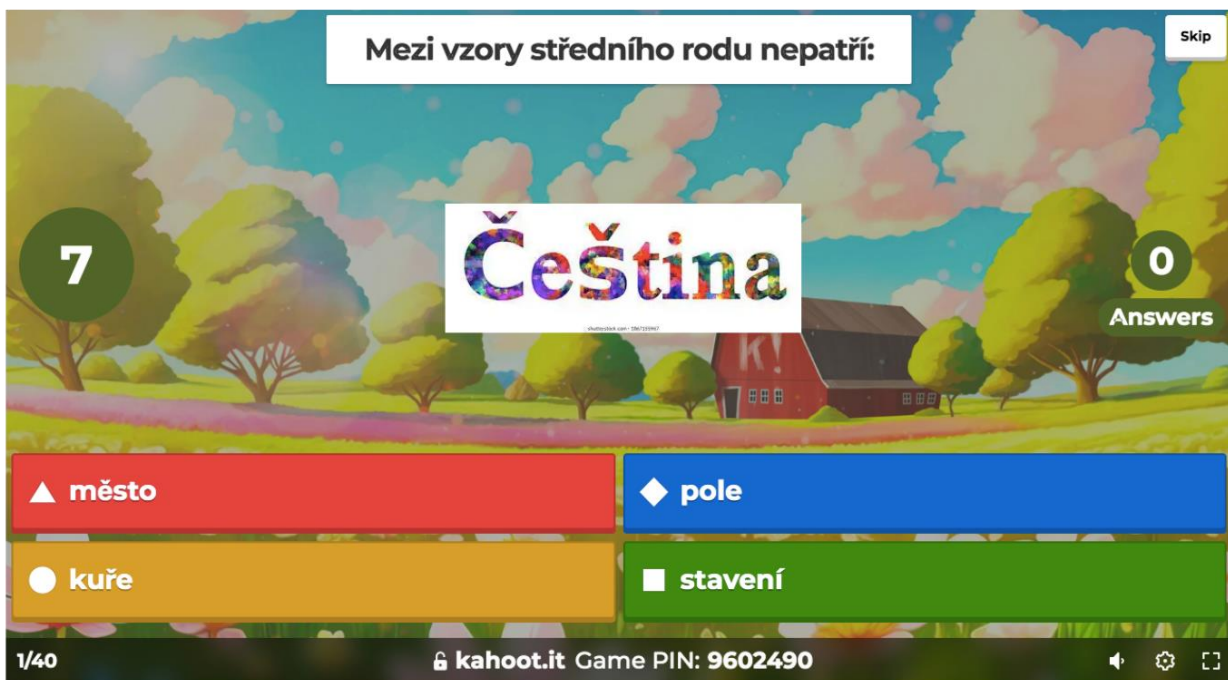 Mezi vzory středního rodu nepatří:
Skip
7
Čeština
0
Answers
K!
město
pole
kuře
stavení
1/40
kahoot.it Game PIN: 9602490